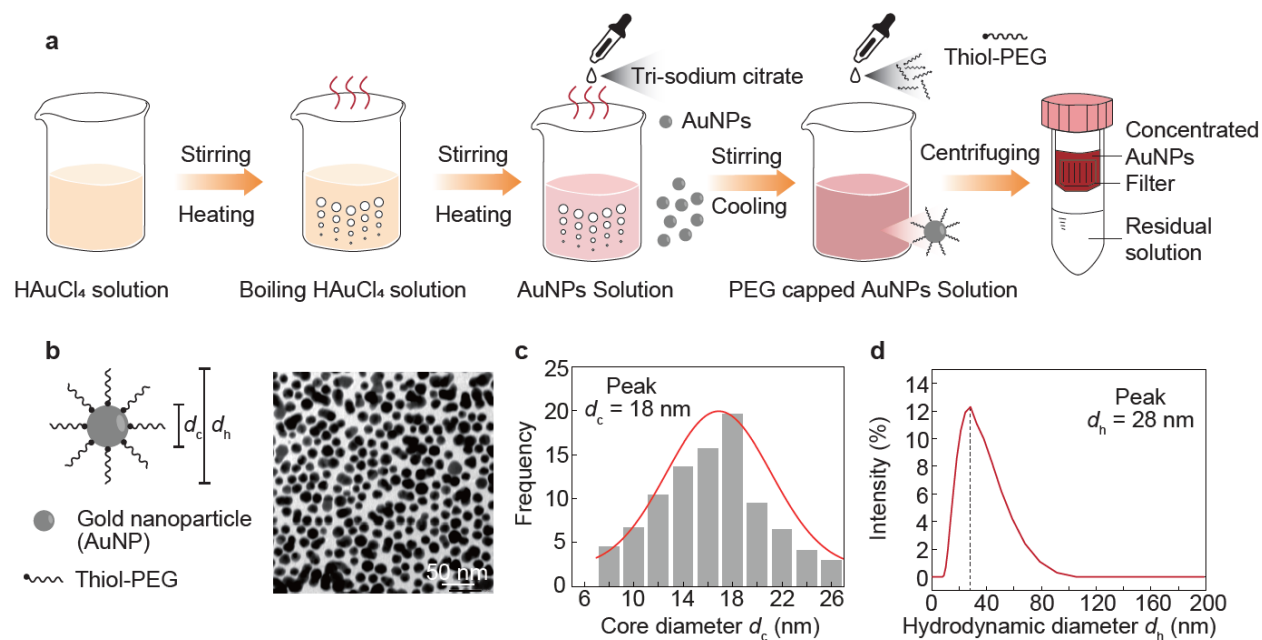 a
Tri-sodium citrate
Thiol-PEG
AuNPs
Stirring
Heating
Stirring
Heating
Stirring
Cooling
Centrifuging
Concentrated
AuNPs
Filter
Residual
solution
HAuCl₄ solution
Boiling HAuCl₄ solution
AuNPs Solution
PEG capped AuNPs Solution
b
dc
dh
Gold nanoparticle
(AuNP)
Thiol-PEG
50 nm
c
Peak
dc = 18 nm
Frequency
25
20
15
10
5
0
6 10 14 18 22 26
Core diameter dc (nm)
d
Peak
dh = 28 nm
Intensity (%)
14
12
10
8
6
4
2
0
0 40 80 120 160 200
Hydrodynamic diameter dh (nm)